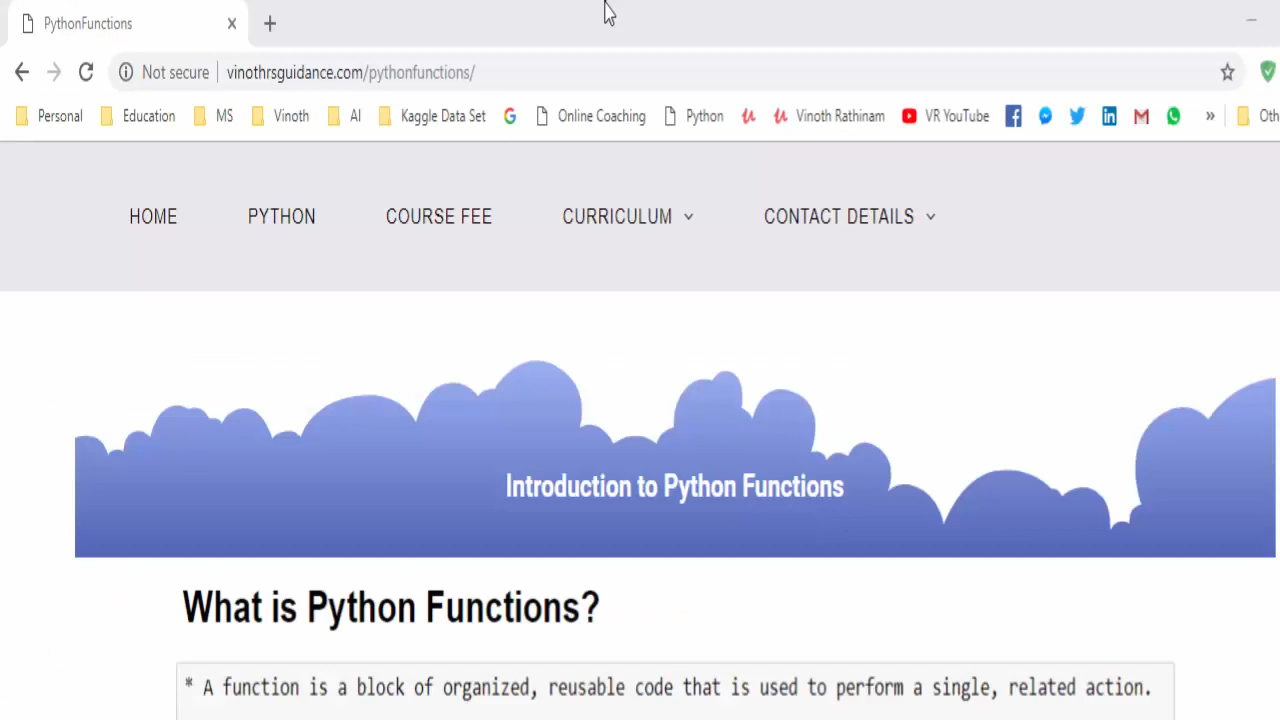 PythonFunctions
Not secure vinothrsguidance.com/pythonfunctions/
Personal Education MS Vinoth AI Kaggle Data Set Online Coaching Python Vinoth Rathinam VR YouTube » Oth
HOME PYTHON COURSE FEE CURRICULUM CONTACT DETAILS
Introduction to Python Functions
What is Python Functions?
* A function is a block of organized, reusable code that is used to perform a single, related action.